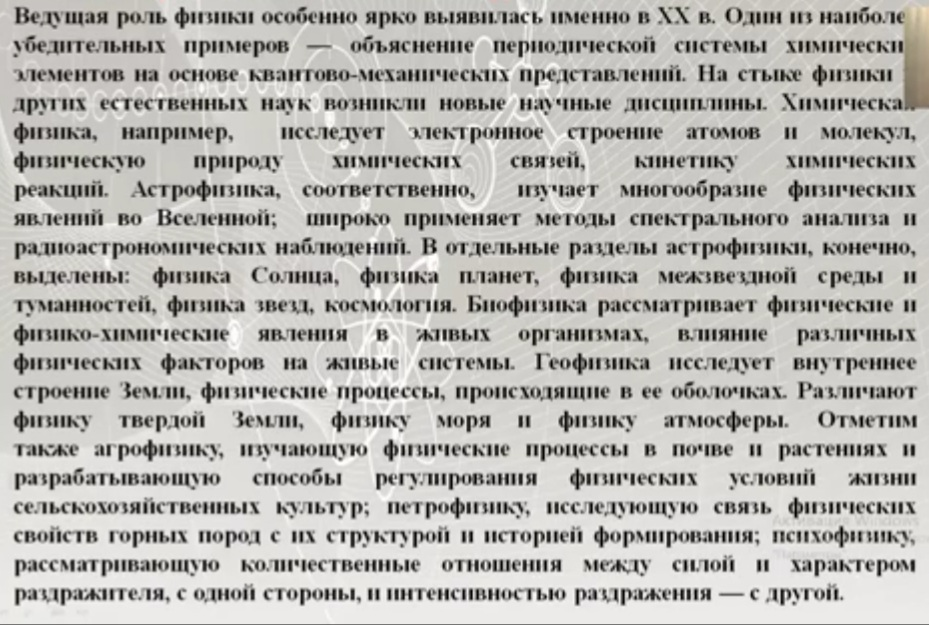 Ведущая роль физики особенно ярко выявилась именно в XX в. Один из наиболе
убедительных примеров — объяснение периодической системы химически
элементов на основе квантово-механических представлений. На стыке физики
других естественных наук возникли новые научные дисциплины. Химическая
физика, например, исследует электронное строение атомов и молекул,
физическую природу химических связей, кинетику химических
реакций. Астрофизика, соответственно, изучает многообразие физических
явлений во Вселенной; широко применяет методы спектрального анализа и
радиоастрономических наблюдений. В отдельные разделы астрофизики, конечно,
выделены: физика Солнца, физика планет, физика межзвездной среды и
туманностей, физика звезд, космология. Биофизика рассматривает физические и
физико-химические явления в живых организмах, влияние различных
физических факторов на живые системы. Геофизика исследует внутреннее
строение Земли, физические процессы, происходящие в ее оболочках. Различают
физику твердой Земли, физику моря и физику атмосферы. Отметим
также агрофизику, изучающую физические процессы в почве и растениях и
разрабатывающую способы регулирования физических условий жизни
сельскохозяйственных культур; петрофизику, исследующую связь физических
свойств горных пород с их структурой и историей формирования; психофизику,
рассматривающую количественные отношения между силой и характером
раздражителя, с одной стороны, и интенсивностью раздражения — с другой.
Активация Windows